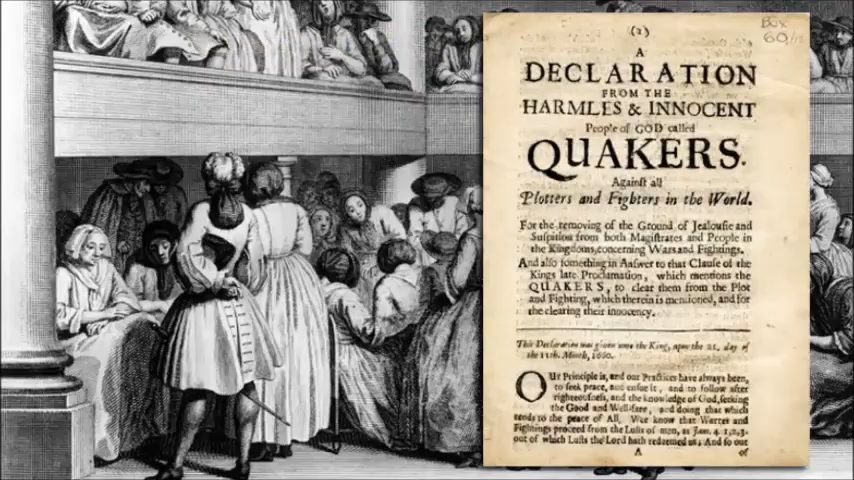 Box
60/12
(1)
A
DECLARATION
FROM THE
HARMLES & INNOCENT
People of GOD called
QUAKERS.
Against all
Plotters and Fighters in the World.
For the removing of the Ground of Jealousie and
Suspition from both Magistrates and People in
the Kingdoms, concerning Wars and Fightings.
And also something in Answer to that Clause of the
Kings late Proclamation, which mentions the
QUAKERS, to clear them from the Plot
and Fighting, which therein is mentioned, and for
the clearing their innocency.
This Declaration was given unto the King, upon the 21. day of
the 11th. Month, 1660.
OUr Principle is, and our Practices have always been,
to seek peace, and ensue it, and to follow after
righteousness, and the knowledge of God, seeking
the Good and Wellfare, and doing that which
tends to the peace of All. Wee know that Warres and
Fightings proceed from the Lusts of men, as Jam. 4. 1,2,3.
out of which Lusts the Lord hath redeemed us; And so out
A
of